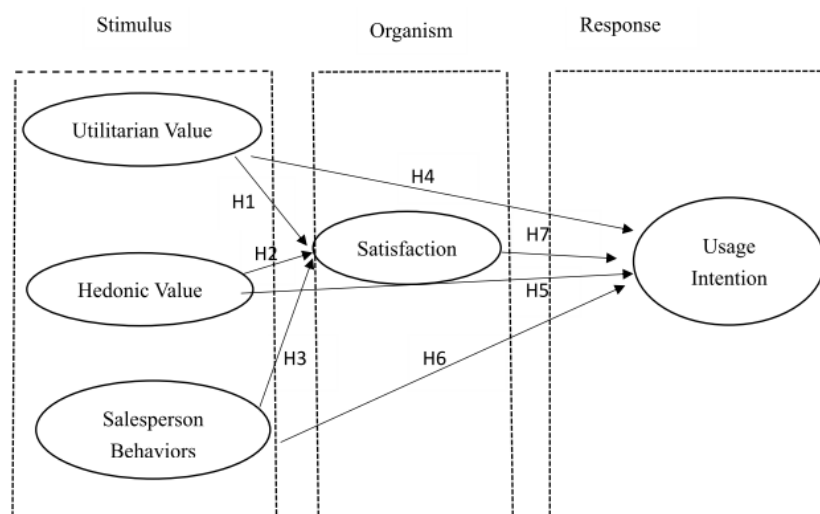 Stimulus
Organism
Response
Utilitarian Value
H4
H1
H2
Satisfaction
H7
Usage
Intention
Hedonic Value
H5
H3
H6
Salesperson
Behaviors